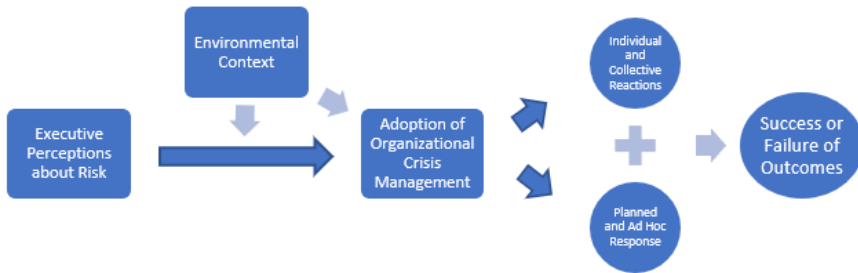 Environmental
Context
Executive
Perceptions
about Risk
Adoption of
Organizational
Crisis
Management
Individual
and
Collective
Reactions
Planned
and Ad Hoc
Response
Success or
Failure of
Outcomes